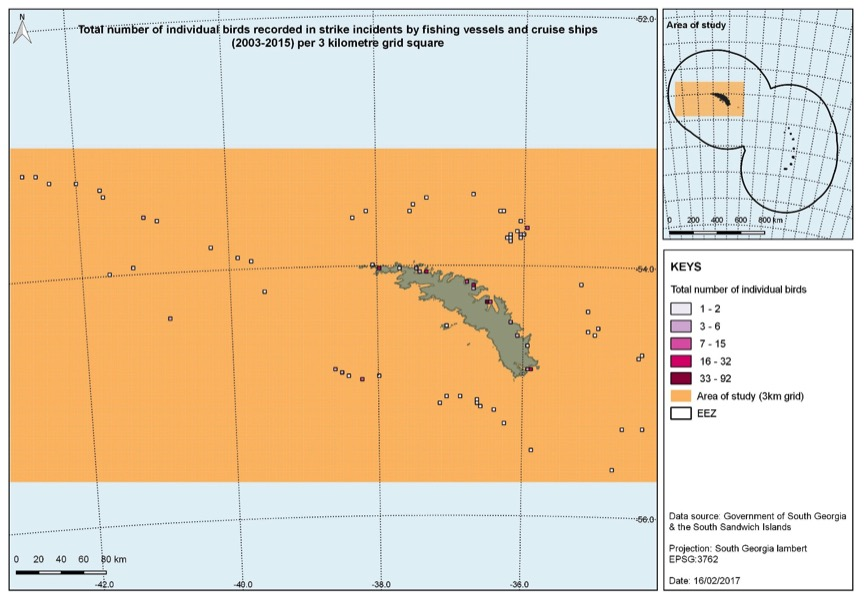 N
Total number of individual birds recorded in strike incidents by fishing vessels and cruise ships
(2003-2015) per 3 kilometre grid square
-52.0
-54.0
-56.0
0 20 40 60 80 km
-42.0
-40.0
-38.0
-36.0
Area of study
0 200 400 600 800 km
KEYS
Total number of individual birds
1 - 2
3 - 6
7 - 15
16 - 32
33 - 92
Area of study (3km grid)
EEZ
Data source: Government of South Georgia
& the South Sandwich Islands
Projection: South Georgia lambert
EPSG:3762
Date: 16/02/2017